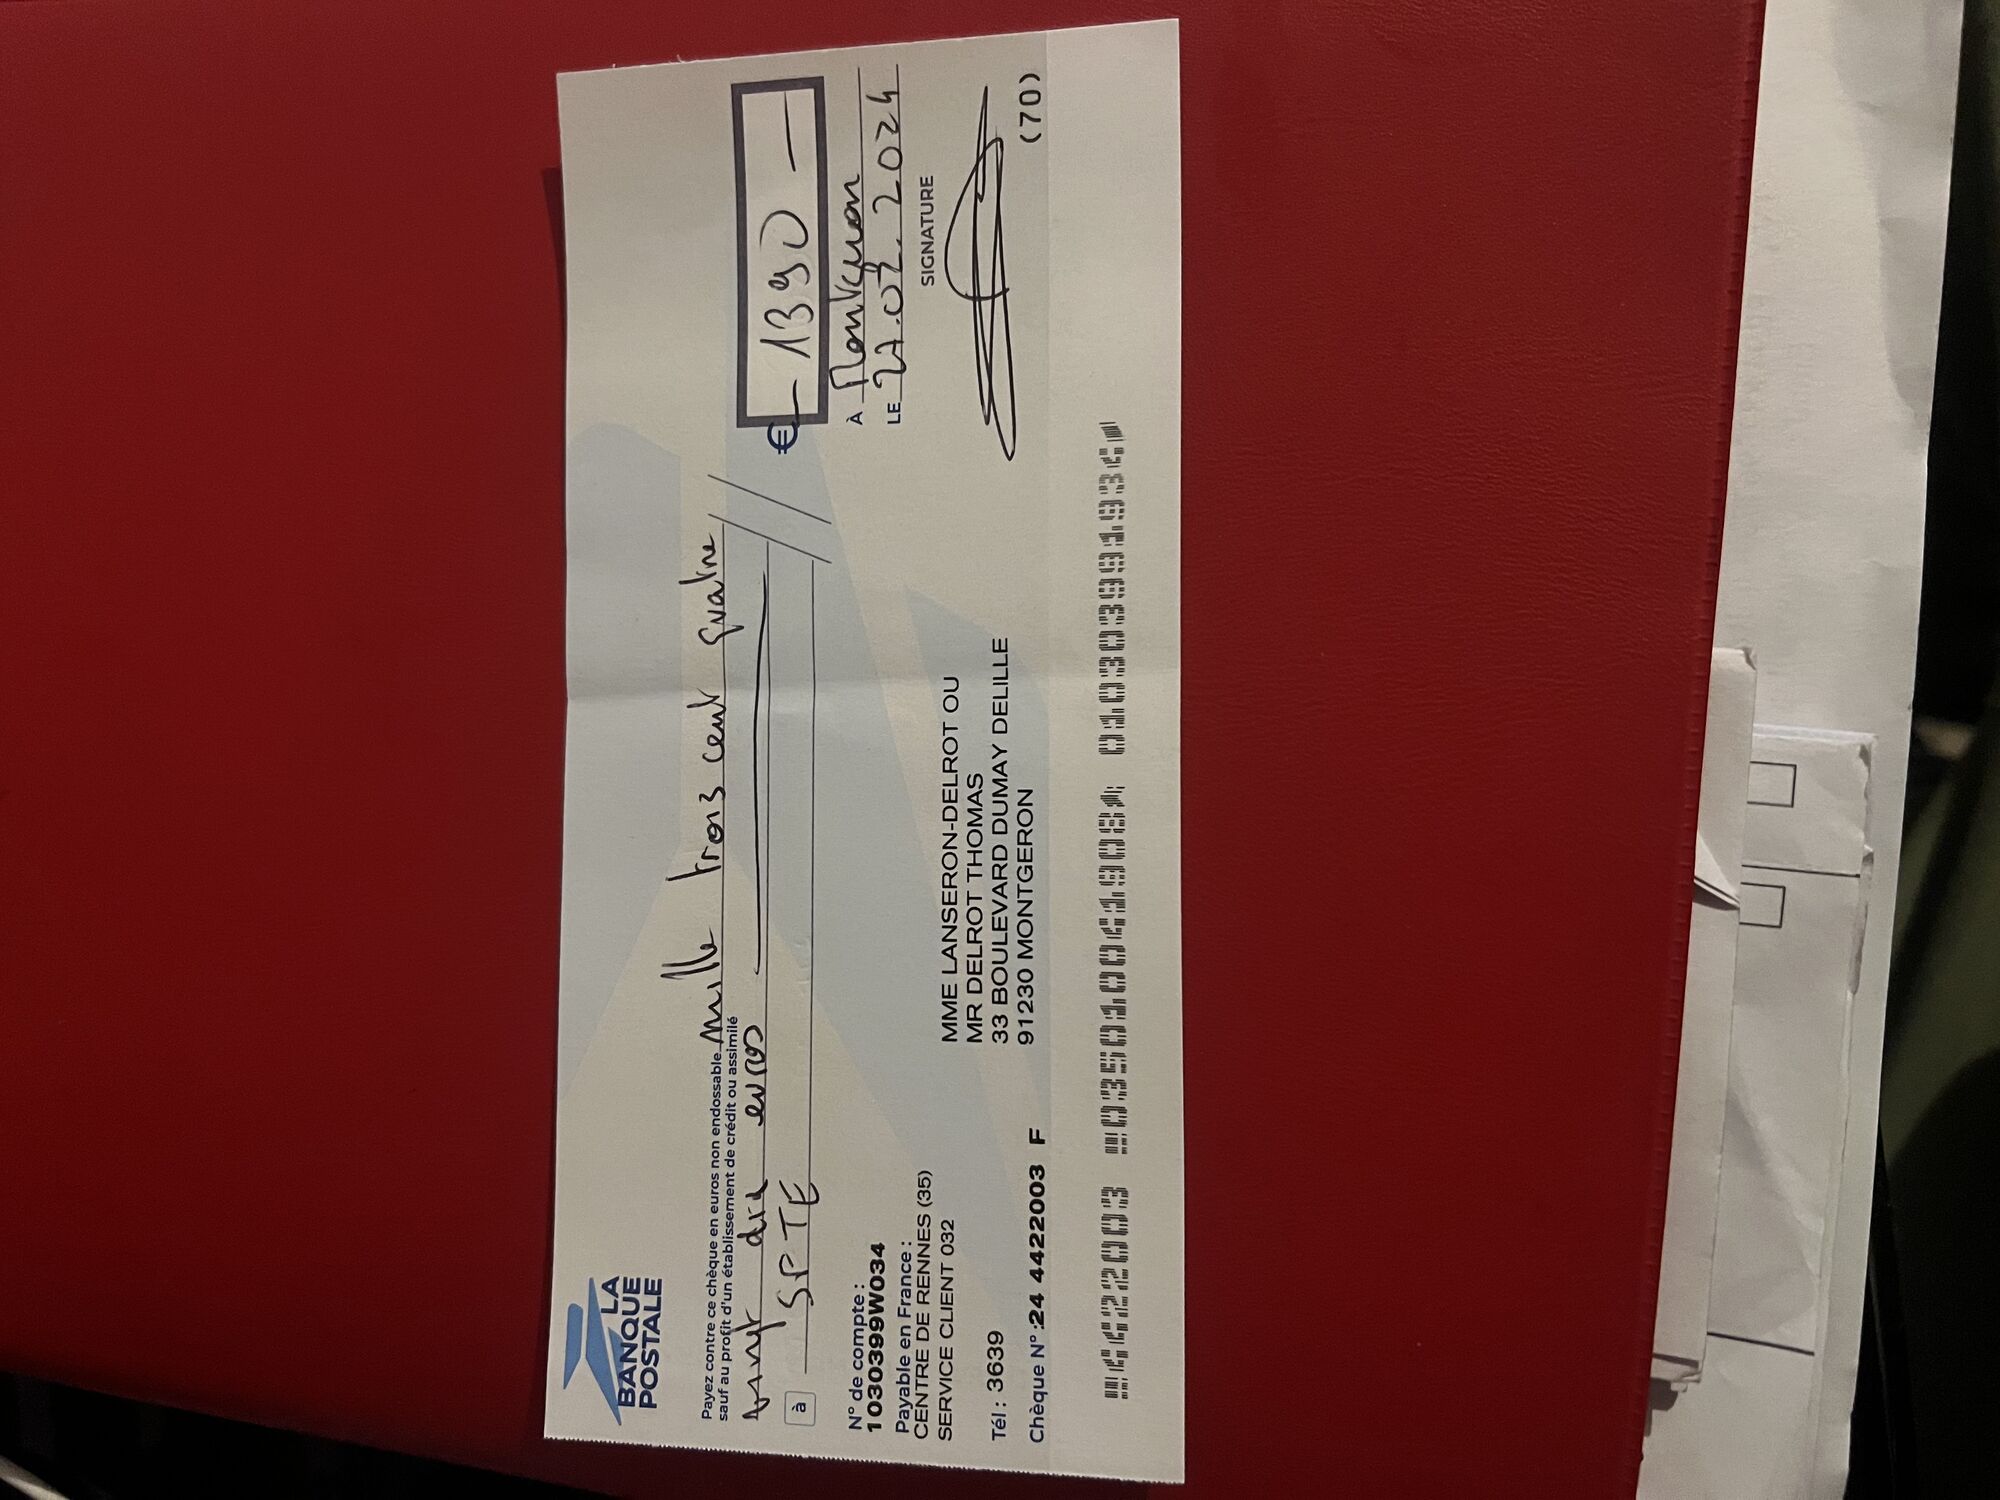 LA
BANQUE
POSTALE
Payez contre ce chèque en euros non endossable mille trois cent quatre
sauf au profit d'un établissement de crédit ou assimilé
vingt dix euros
à SPTE
€ - 1390 -
À Montgeron
LE 27.02.2024
SIGNATURE
N° de compte :
1030399W034
Payable en France :
CENTRE DE RENNES (35)
SERVICE CLIENT 032
Tél : 3639
Chèque N° :24 4422003 F
MME LANSERON-DELROT OU
MR DELROT THOMAS
33 BOULEVARD DUMAY DELILLE
91230 MONTGERON
(70)